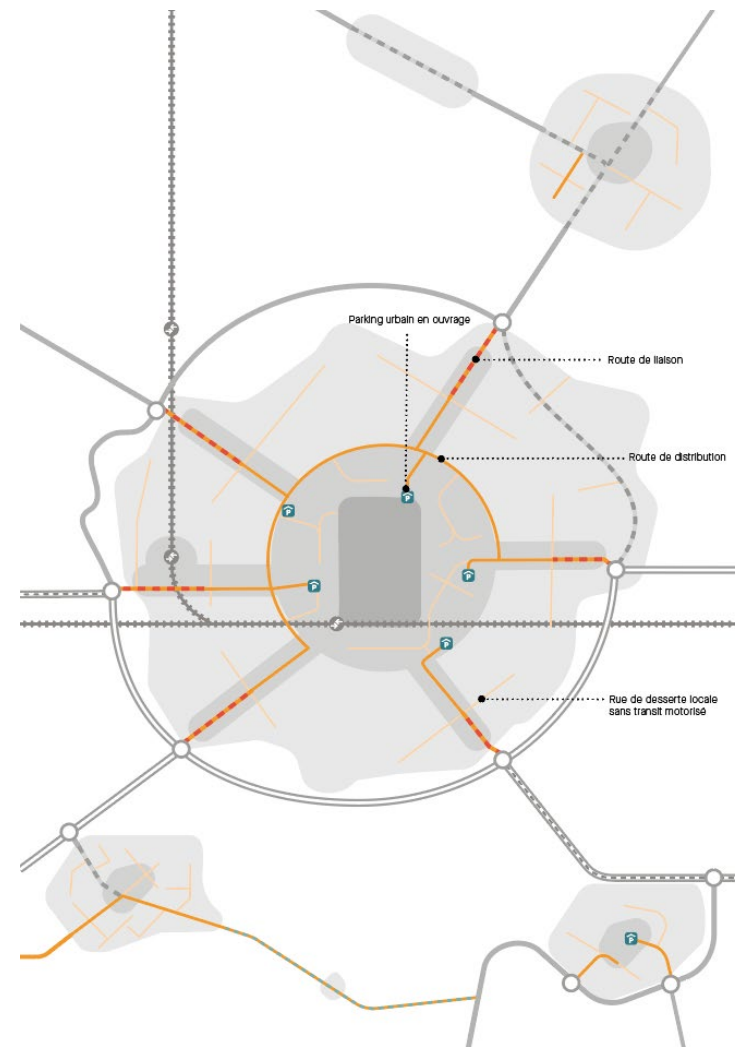 Parking urbain en ouvrage
Route de liaison
Route de distribution
P
P
P
P
P
Rue de desserte locale
sans transit motorisé
P